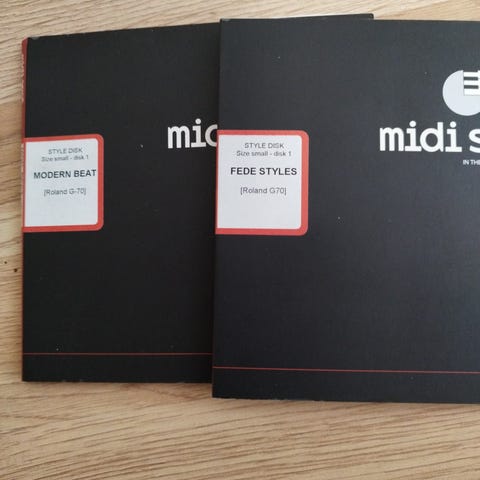 STYLE DISK
Size small - disk 1
MODERN BEAT
[Roland G-70]
STYLE DISK
Size small - disk 1
FEDE STYLES
[Roland G70]
midi s
IN THE